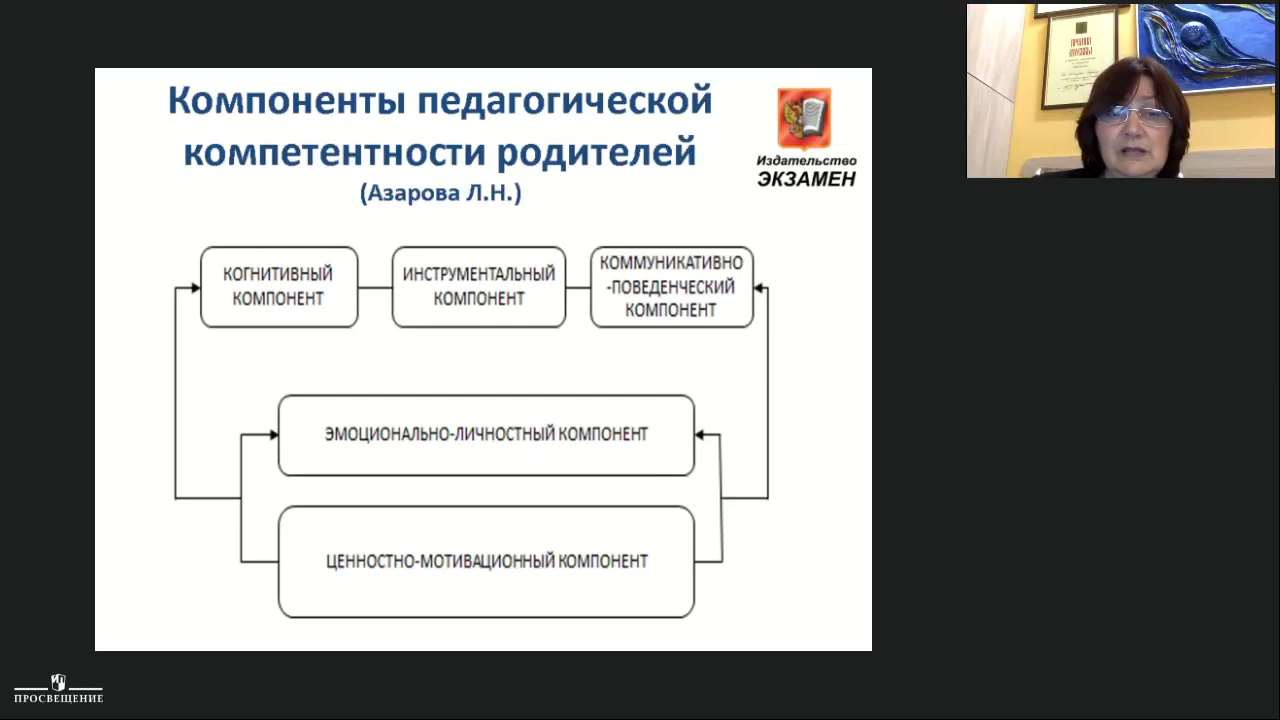 Компоненты педагогической
компетентности родителей
(Азарова Л.Н.)
Издательство
ЭКЗАМЕН
КОГНИТИВНЫЙ
КОМПОНЕНТ
ИНСТРУМЕНТАЛЬНЫЙ
КОМПОНЕНТ
КОММУНИКАТИВНО
-ПОВЕДЕНЧЕСКИЙ
КОМПОНЕНТ
ЭМОЦИОНАЛЬНО-ЛИЧНОСТНЫЙ КОМПОНЕНТ
ЦЕННОСТНО-МОТИВАЦИОННЫЙ КОМПОНЕНТ
ПРОСВЕЩЕНИЕ